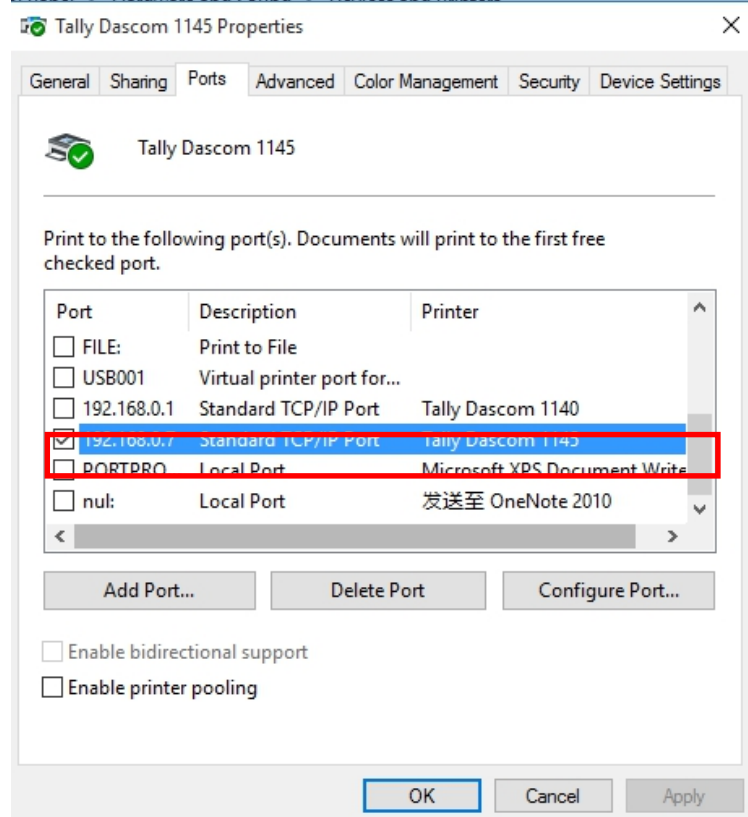 Tally Dascom 1145 Properties
General Sharing Ports Advanced Color Management Security Device Settings
Tally Dascom 1145
Print to the following port(s). Documents will print to the first free
checked port.
Port Description Printer
FILE: Print to File
USB001 Virtual printer port for...
192.168.0.1 Standard TCP/IP Port Tally Dascom 1140
192.168.0.7 Standard TCP/IP Port Tally Dascom 1145
PORTPRO Local Port Microsoft XPS Document Write
nul: Local Port 发送至 OneNote 2010
Add Port... Delete Port Configure Port...
Enable bidirectional support
Enable printer pooling
OK Cancel Apply